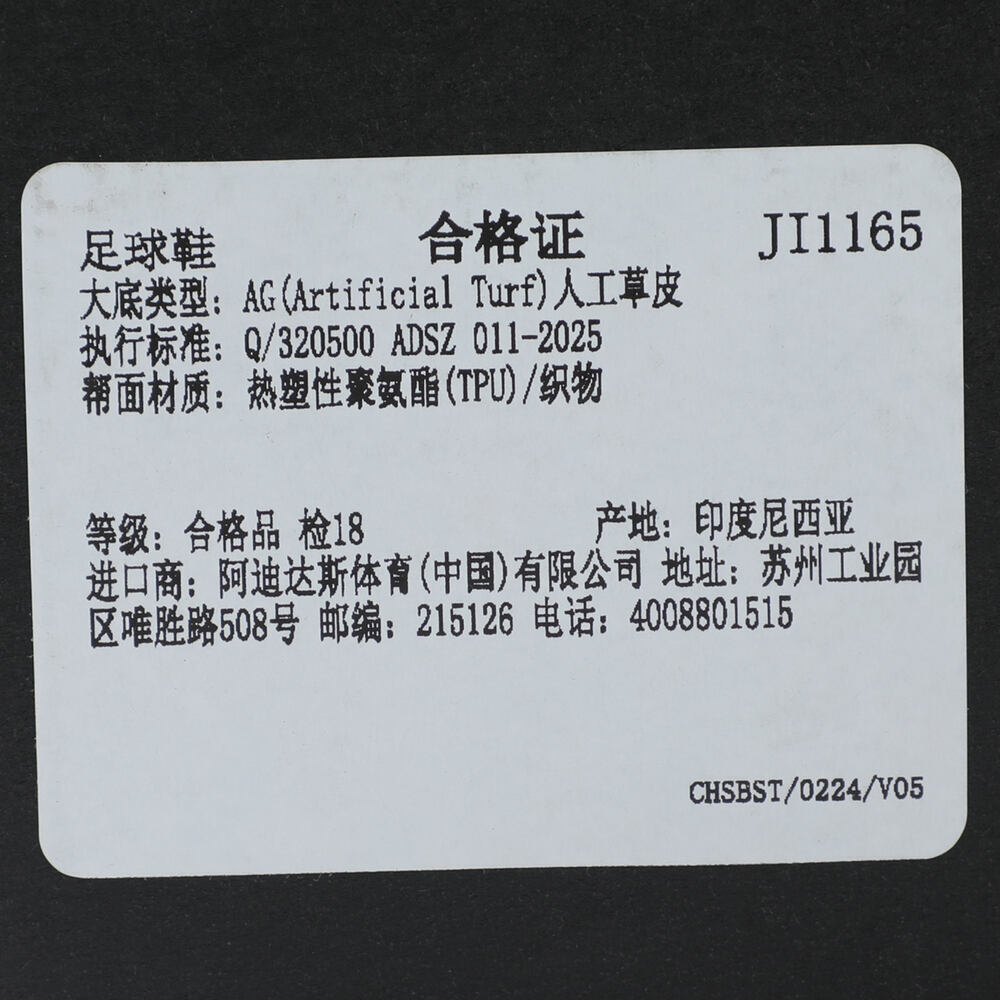 足球鞋 合格证 JI1165
大底类型: AG(Artificial Turf)人工草皮
执行标准: Q/320500 ADSZ 011-2025
帮面材质: 热塑性聚氨酯(TPU)/织物
等级: 合格品 检18 产地: 印度尼西亚
进口商: 阿迪达斯体育(中国)有限公司 地址: 苏州工业园
区唯胜路508号 邮编: 215126 电话: 4008801515
CHSBST/0224/V05